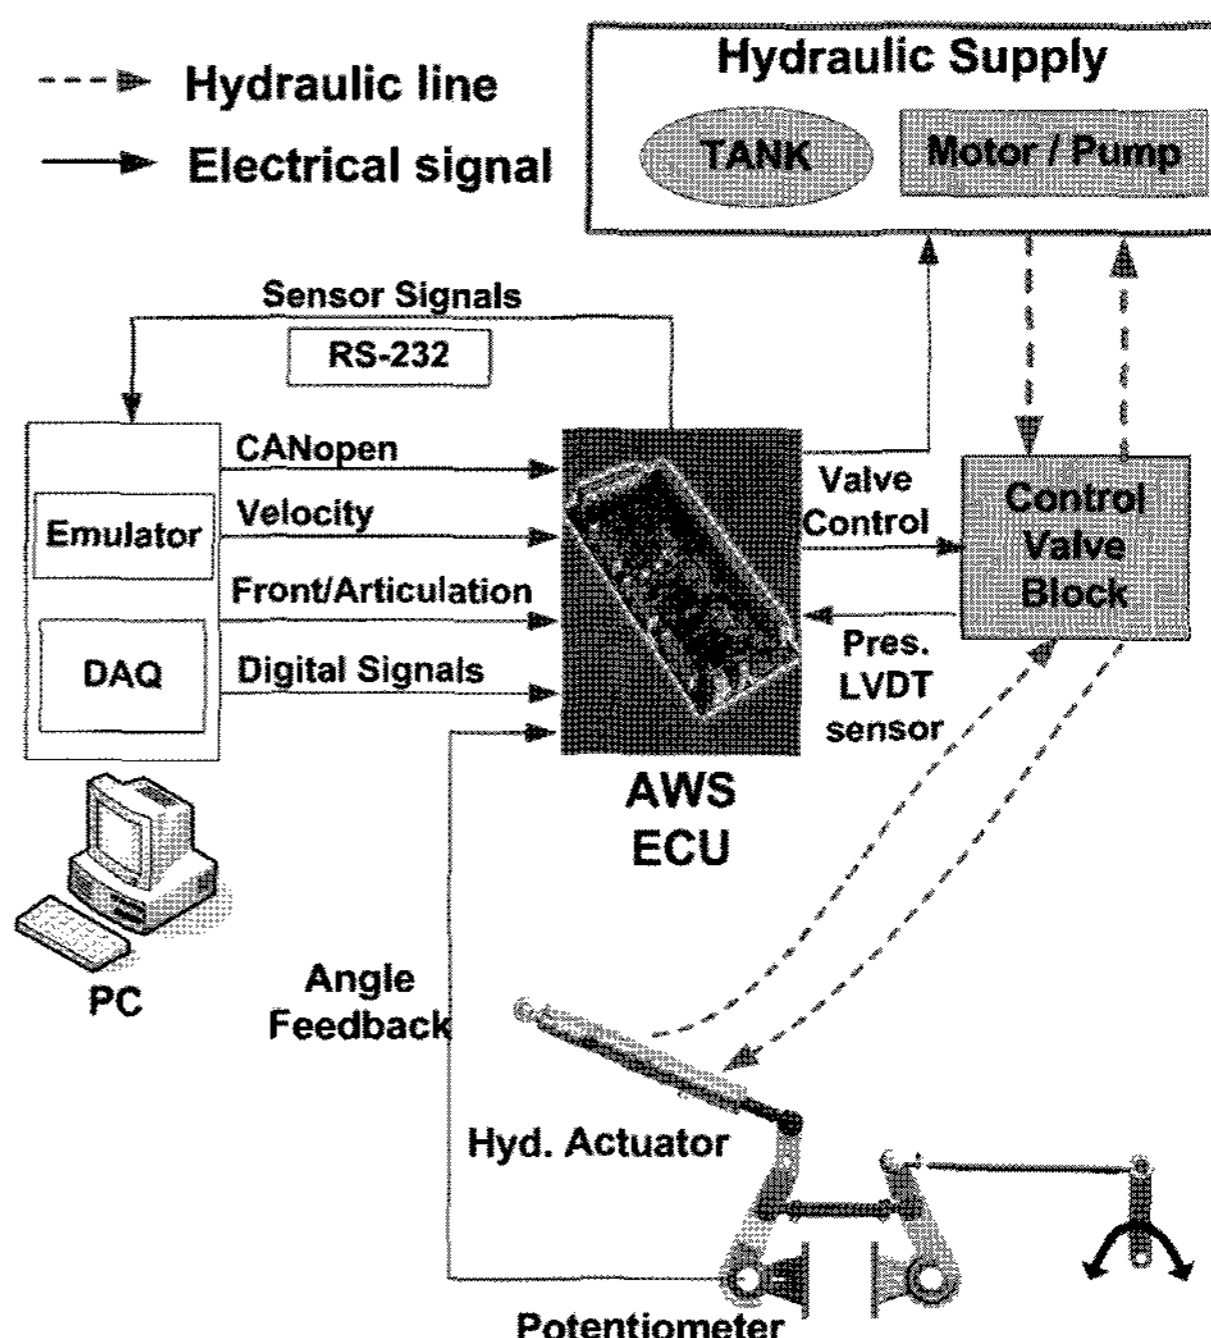 Hydraulic line
Electrical signal
Hydraulic Supply
TANK
Motor / Pump
Sensor Signals
RS-232
CANopen
Velocity
Front/Articulation
Digital Signals
Emulator
DAQ
PC
AWS
ECU
Valve
Control
Control
Valve
Block
Pres.
LVDT
sensor
Angle
Feedback
Hyd. Actuator
Potentiometer